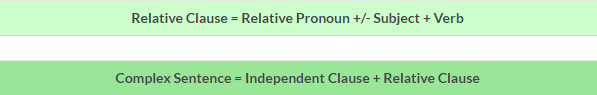 Relative Clause = Relative Pronoun +/- Subject + Verb
Complex Sentence = Independent Clause + Relative Clause